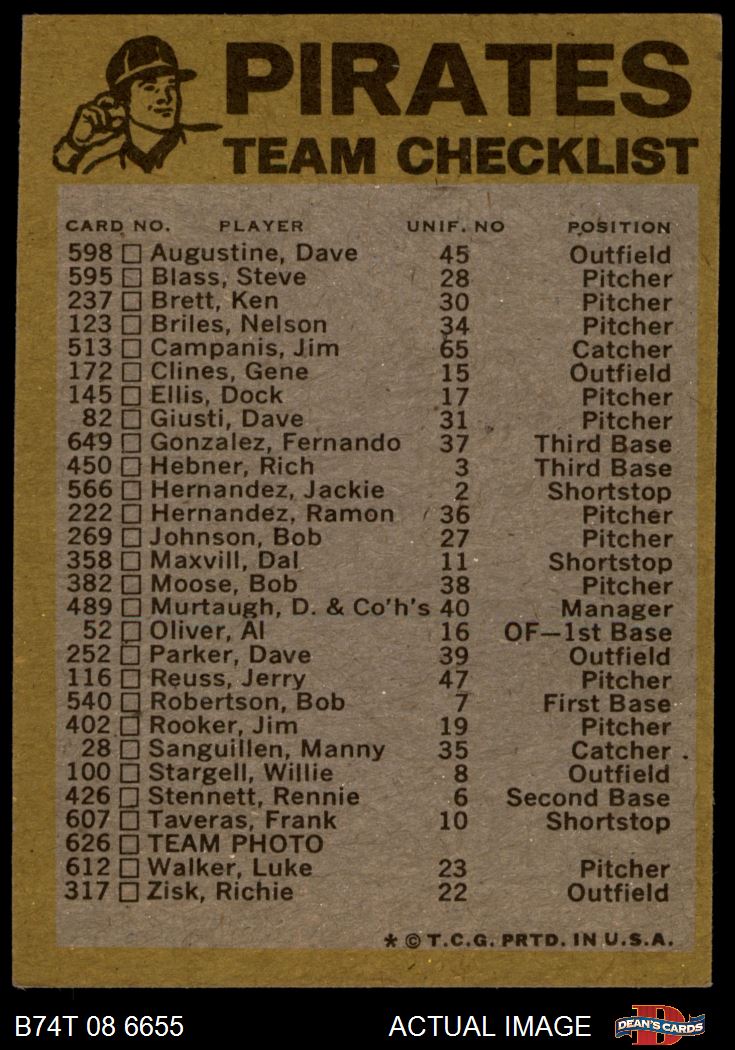 PIRATES
TEAM CHECKLIST
CARD NO. PLAYER UNIF. NO POSITION
598 Augustine, Dave 45 Outfield
595 Blass, Steve 28 Pitcher
237 Brett, Ken 30 Pitcher
123 Briles, Nelson 34 Pitcher
513 Campanis, Jim 65 Catcher
172 Clines, Gene 15 Outfield
145 Ellis, Dock 17 Pitcher
82 Giusti, Dave 31 Pitcher
649 Gonzalez, Fernando 37 Third Base
450 Hebner, Rich 3 Third Base
566 Hernandez, Jackie 2 Shortstop
222 Hernandez, Ramon 36 Pitcher
269 Johnson, Bob 27 Pitcher
358 Maxvill, Dal 11 Shortstop
382 Moose, Bob 38 Pitcher
489 Murtaugh, D. & Co'h's 40 Manager
52 Oliver, Al 16 OF—1st Base
252 Parker, Dave 39 Outfield
116 Reuss, Jerry 47 Pitcher
540 Robertson, Bob 7 First Base
402 Rooker, Jim 19 Pitcher
28 Sanguillen, Manny 35 Catcher
100 Stargell, Willie 8 Outfield
426 Stennett, Rennie 6 Second Base
607 Taveras, Frank 10 Shortstop
626 TEAM PHOTO
612 Walker, Luke 23 Pitcher
317 Zisk, Richie 22 Outfield
* © T.C.G. PRTD. IN U.S.A.
B74T 08 6655 ACTUAL IMAGE DEAN'S CARDS